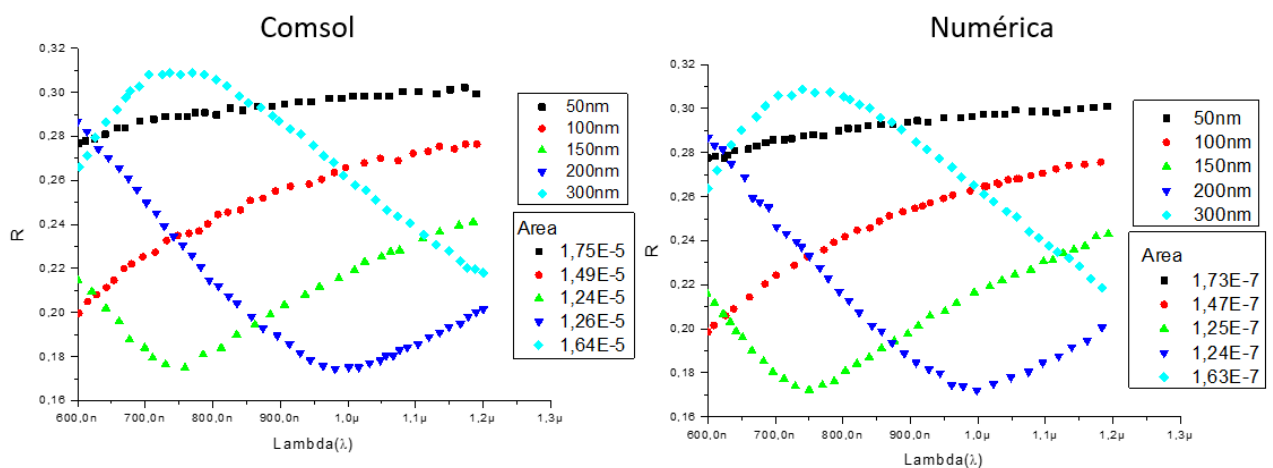 Comsol
0,32
0,30
0,28
0,26
0,24
0,22
0,20
0,18
0,16
R
600,0n 700,0n 800,0n 900,0n 1,0µ 1,1µ 1,2µ 1,3µ
Lambda(λ)
50nm
100nm
150nm
200nm
300nm
Area
1,75E-5
1,49E-5
1,24E-5
1,26E-5
1,64E-5
Numérica
0,32
0,30
0,28
0,26
0,24
0,22
0,20
0,18
0,16
R
600,0n 700,0n 800,0n 900,0n 1,0µ 1,1µ 1,2µ 1,3µ
Lambda(λ)
50nm
100nm
150nm
200nm
300nm
Area
1,73E-7
1,47E-7
1,25E-7
1,24E-7
1,63E-7